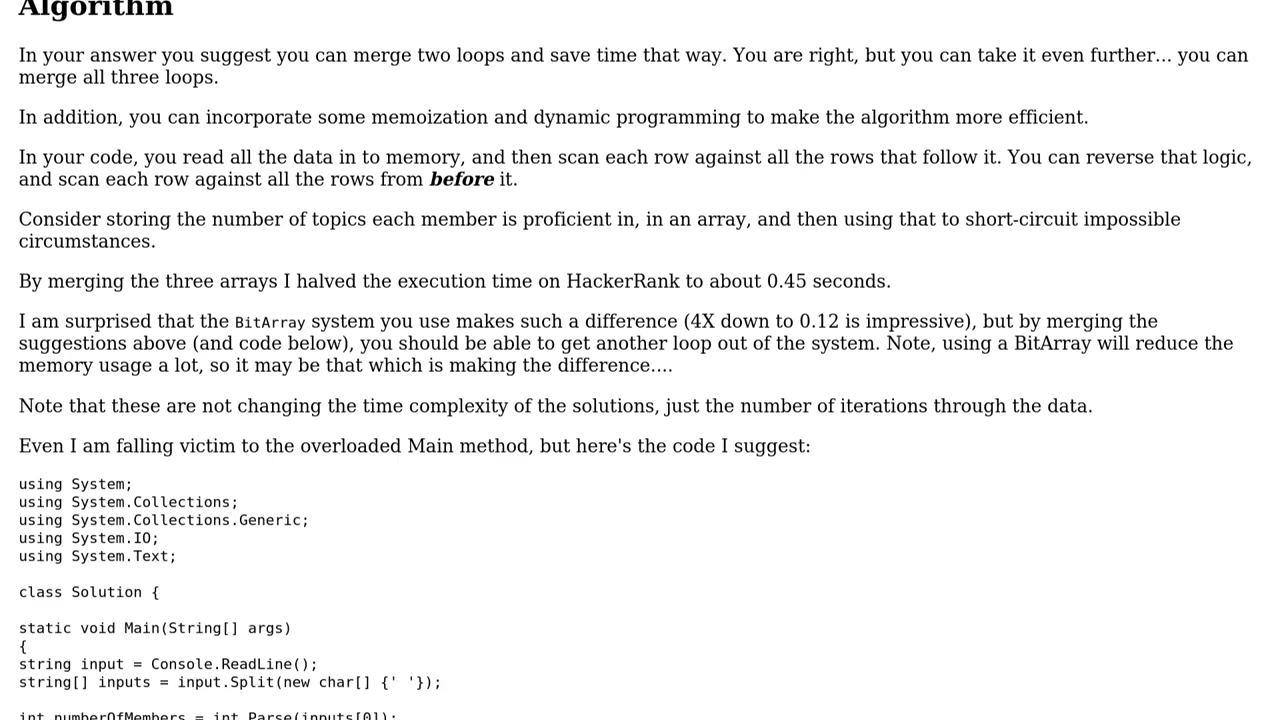 Algorithm
In your answer you suggest you can merge two loops and save time that way. You are right, but you can take it even further... you can
merge all three loops.
In addition, you can incorporate some memoization and dynamic programming to make the algorithm more efficient.
In your code, you read all the data in to memory, and then scan each row against all the rows that follow it. You can reverse that logic,
and scan each row against all the rows from before it.
Consider storing the number of topics each member is proficient in, in an array, and then using that to short-circuit impossible
circumstances.
By merging the three arrays I halved the execution time on HackerRank to about 0.45 seconds.
I am surprised that the BitArray system you use makes such a difference (4X down to 0.12 is impressive), but by merging the
suggestions above (and code below), you should be able to get another loop out of the system. Note, using a BitArray will reduce the
memory usage a lot, so it may be that which is making the difference....
Note that these are not changing the time complexity of the solutions, just the number of iterations through the data.
Even I am falling victim to the overloaded Main method, but here's the code I suggest:
using System;
using System.Collections;
using System.Collections.Generic;
using System.IO;
using System.Text;
class Solution {
static void Main(String[] args)
{
string input = Console.ReadLine();
string[] inputs = input.Split(new char[] {' '});
int numberOfMembers = int.Parse(inputs[0]);